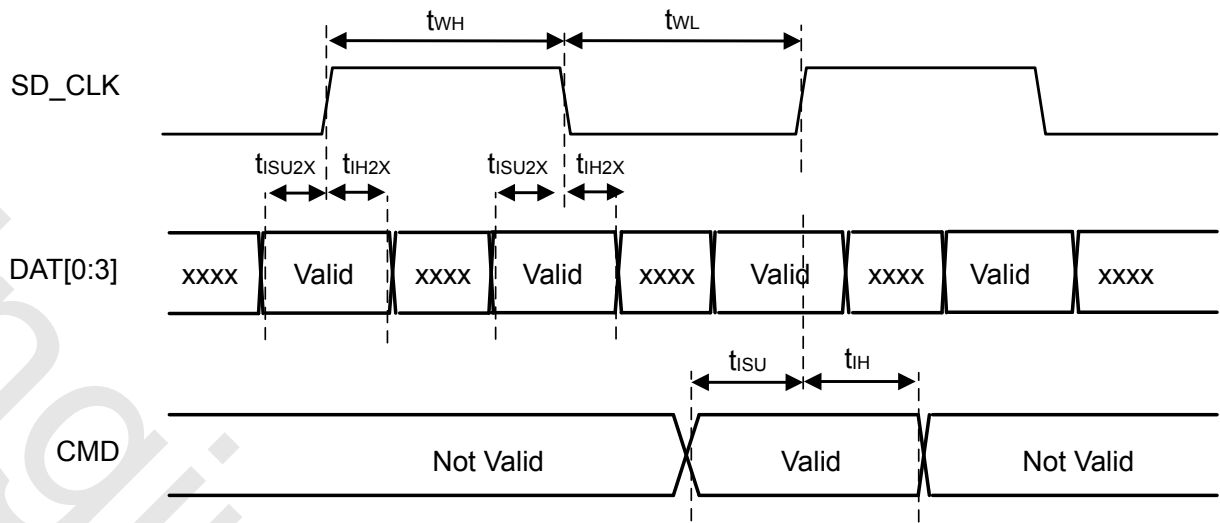 tWH tWL
SD_CLK
tISU2X tIH2X tISU2X tIH2X
DAT[0:3] xxxx Valid xxxx Valid xxxx Valid xxxx Valid xxxx
tISU tIH
CMD Not Valid Valid Not Valid